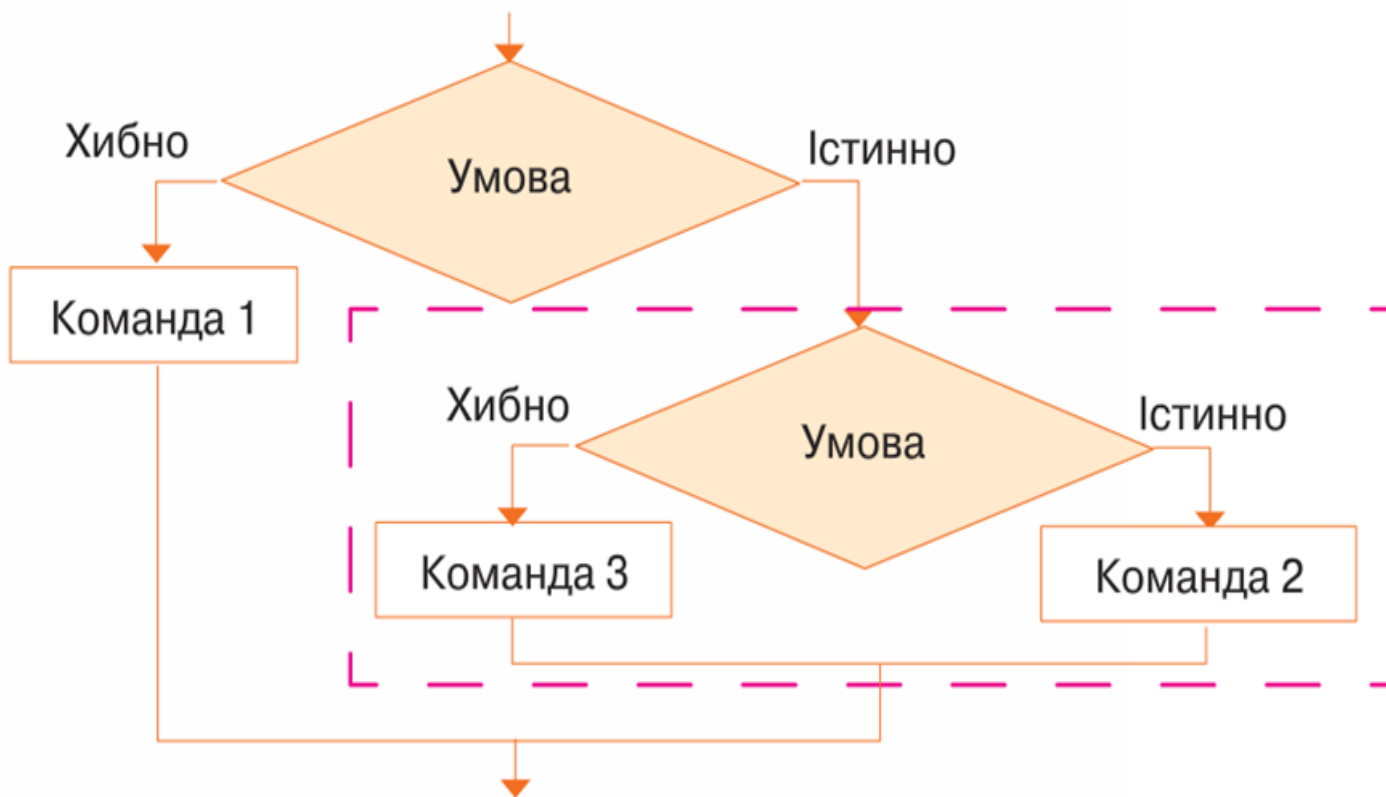 Хибно
Умова
Істинно
Команда 1
Хибно
Умова
Істинно
Команда 3
Команда 2